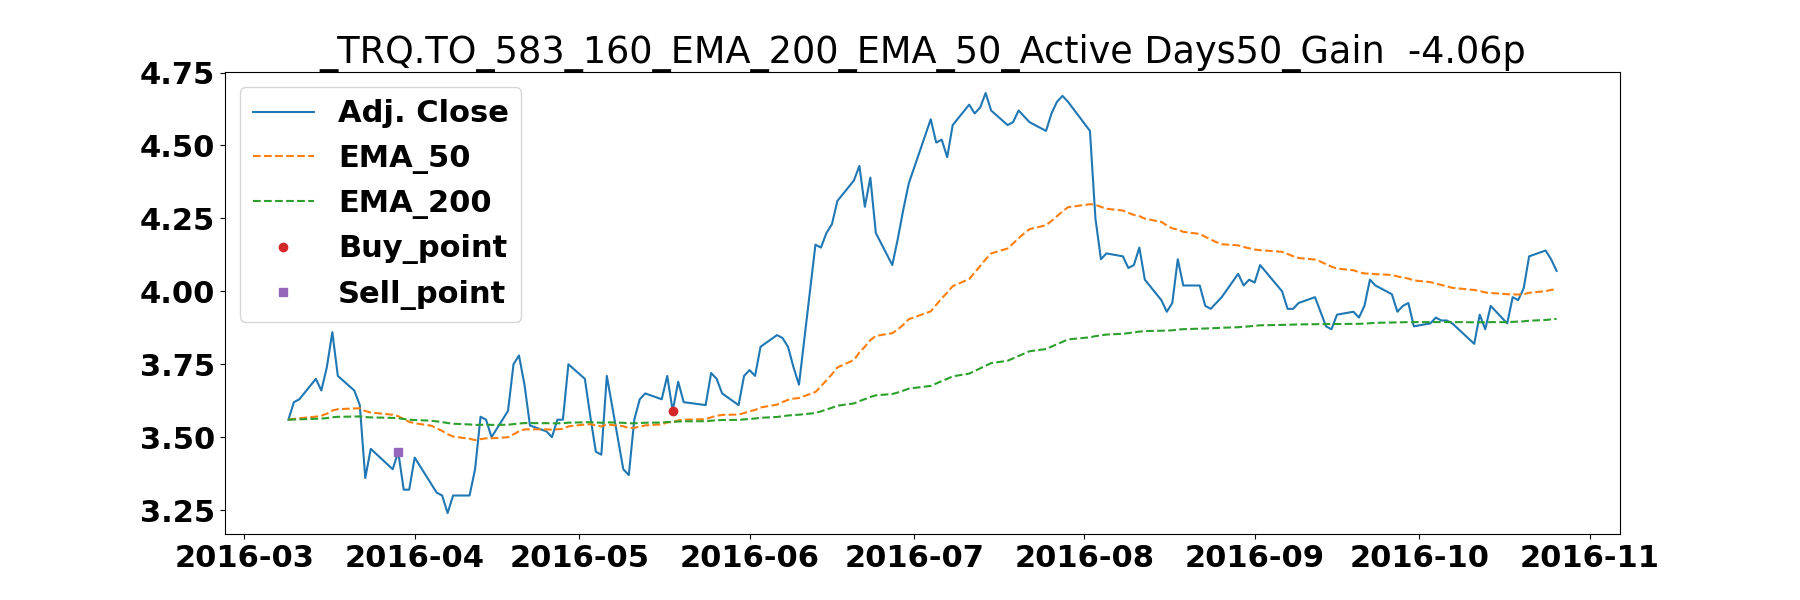 _TRQ.TO_583_160_EMA_200_EMA_50_Active Days50_Gain  -4.06p
4.75
4.50
4.25
4.00
3.75
3.50
3.25
Adj. Close
EMA_50
EMA_200
Buy_point
Sell_point
2016-03 2016-04 2016-05 2016-06 2016-07 2016-08 2016-09 2016-10 2016-11